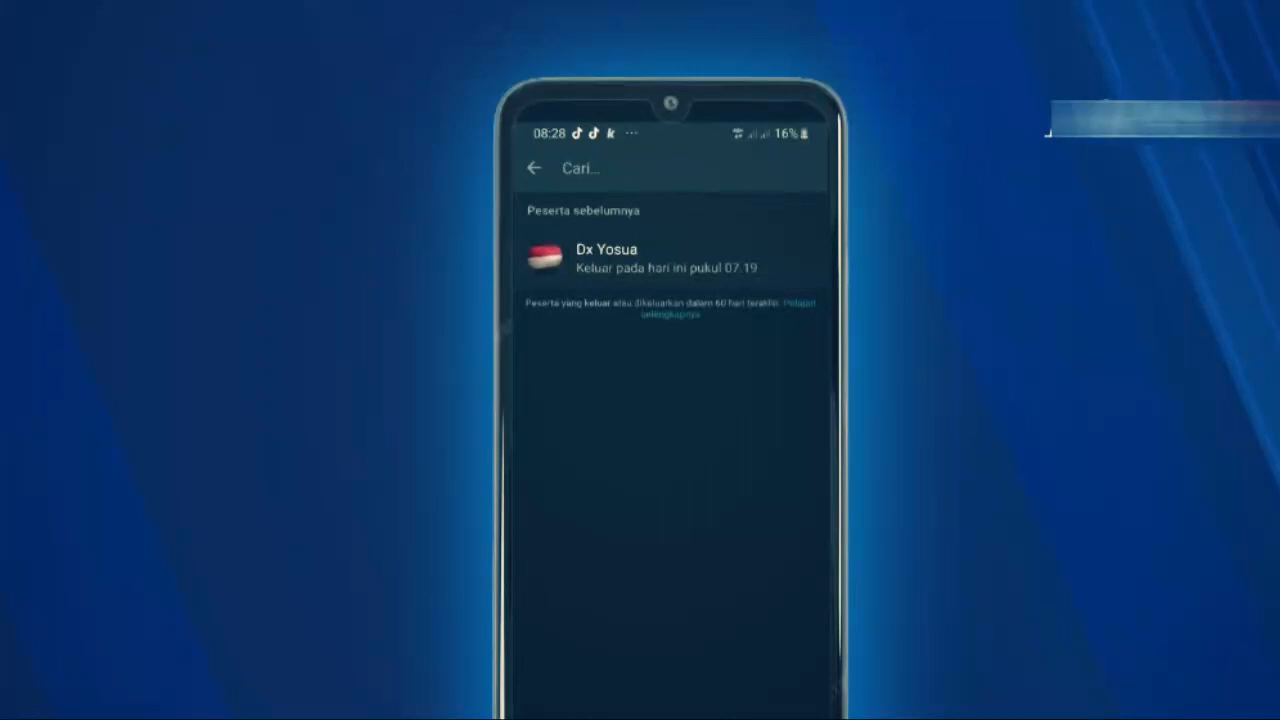 08:28 ... 16%
Cari...
Peserta sebelumnya
Dx Yosua
Keluar pada hari ini pukul 07.19
Peserta yang keluar atau dikeluarkan dalam 60 hari terakhir. Pelajari
selengkapnya